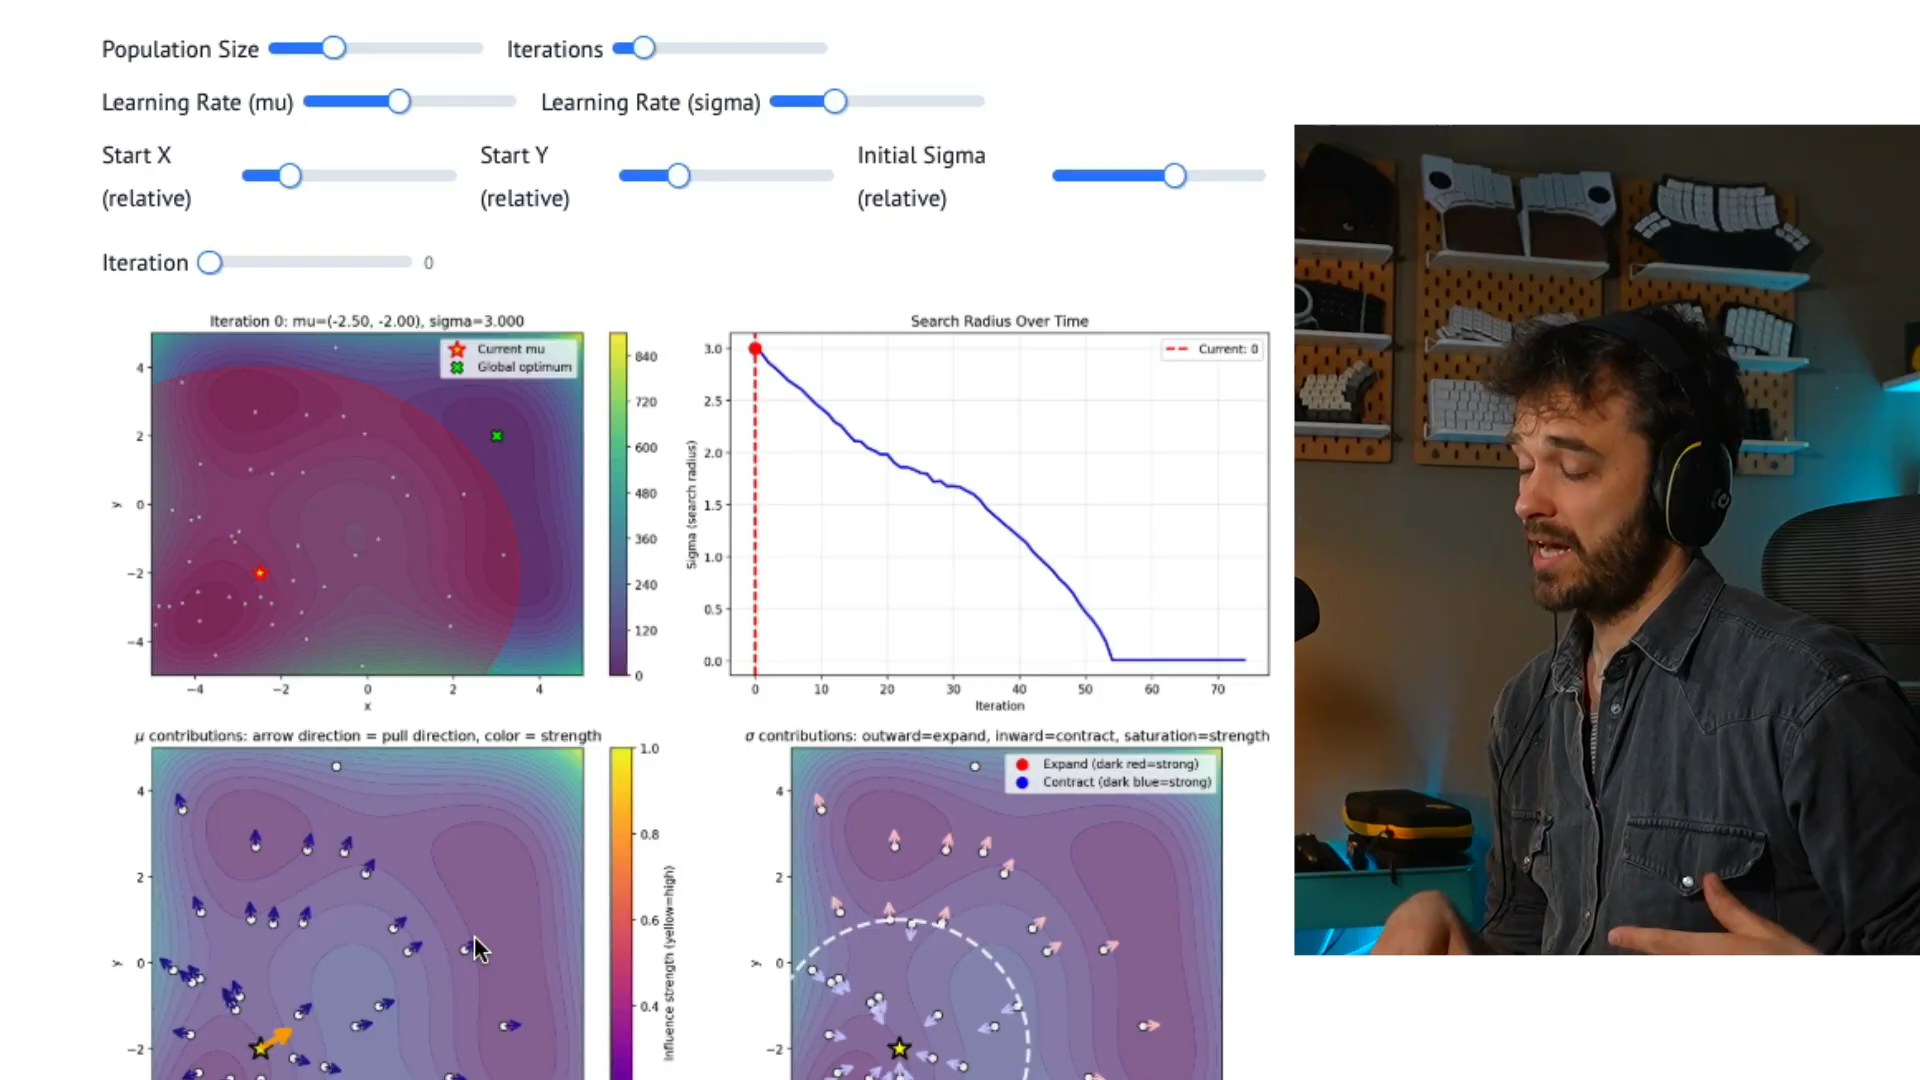 Population Size
Iterations
Learning Rate (mu)
Learning Rate (sigma)
Start X
(relative)
Start Y
(relative)
Initial Sigma
(relative)
Iteration 0
Iteration 0: mu=(-2.50, -2.00), sigma=3.000
Current mu
Global optimum
4
2
0
−2
−4
y
−4 −2 0 2 4
x
840
720
600
480
360
240
120
0
Search Radius Over Time
Current: 0
3.0
2.5
2.0
1.5
1.0
0.5
0.0
Sigma (search radius)
0 10 20 30 40 50 60 70
Iteration
μ contributions: arrow direction = pull direction, color = strength
4
2
0
−2
y
1.0
0.8
0.6
0.4
Influence strength (yellow=high)
σ contributions: outward=expand, inward=contract, saturation=strength
Expand (dark red=strong)
Contract (dark blue=strong)
4
2
0
−2
y